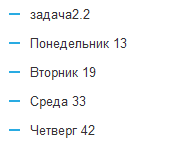 задача2.2
Понедельник 13
Вторник 19
Среда 33
Четверг 42